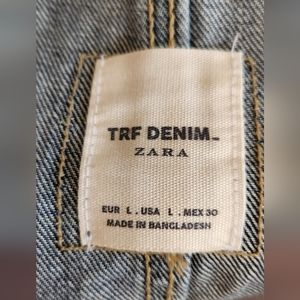 TRF DENIM_
ZARA
EUR L . USA L . MEX 30
MADE IN BANGLADESH